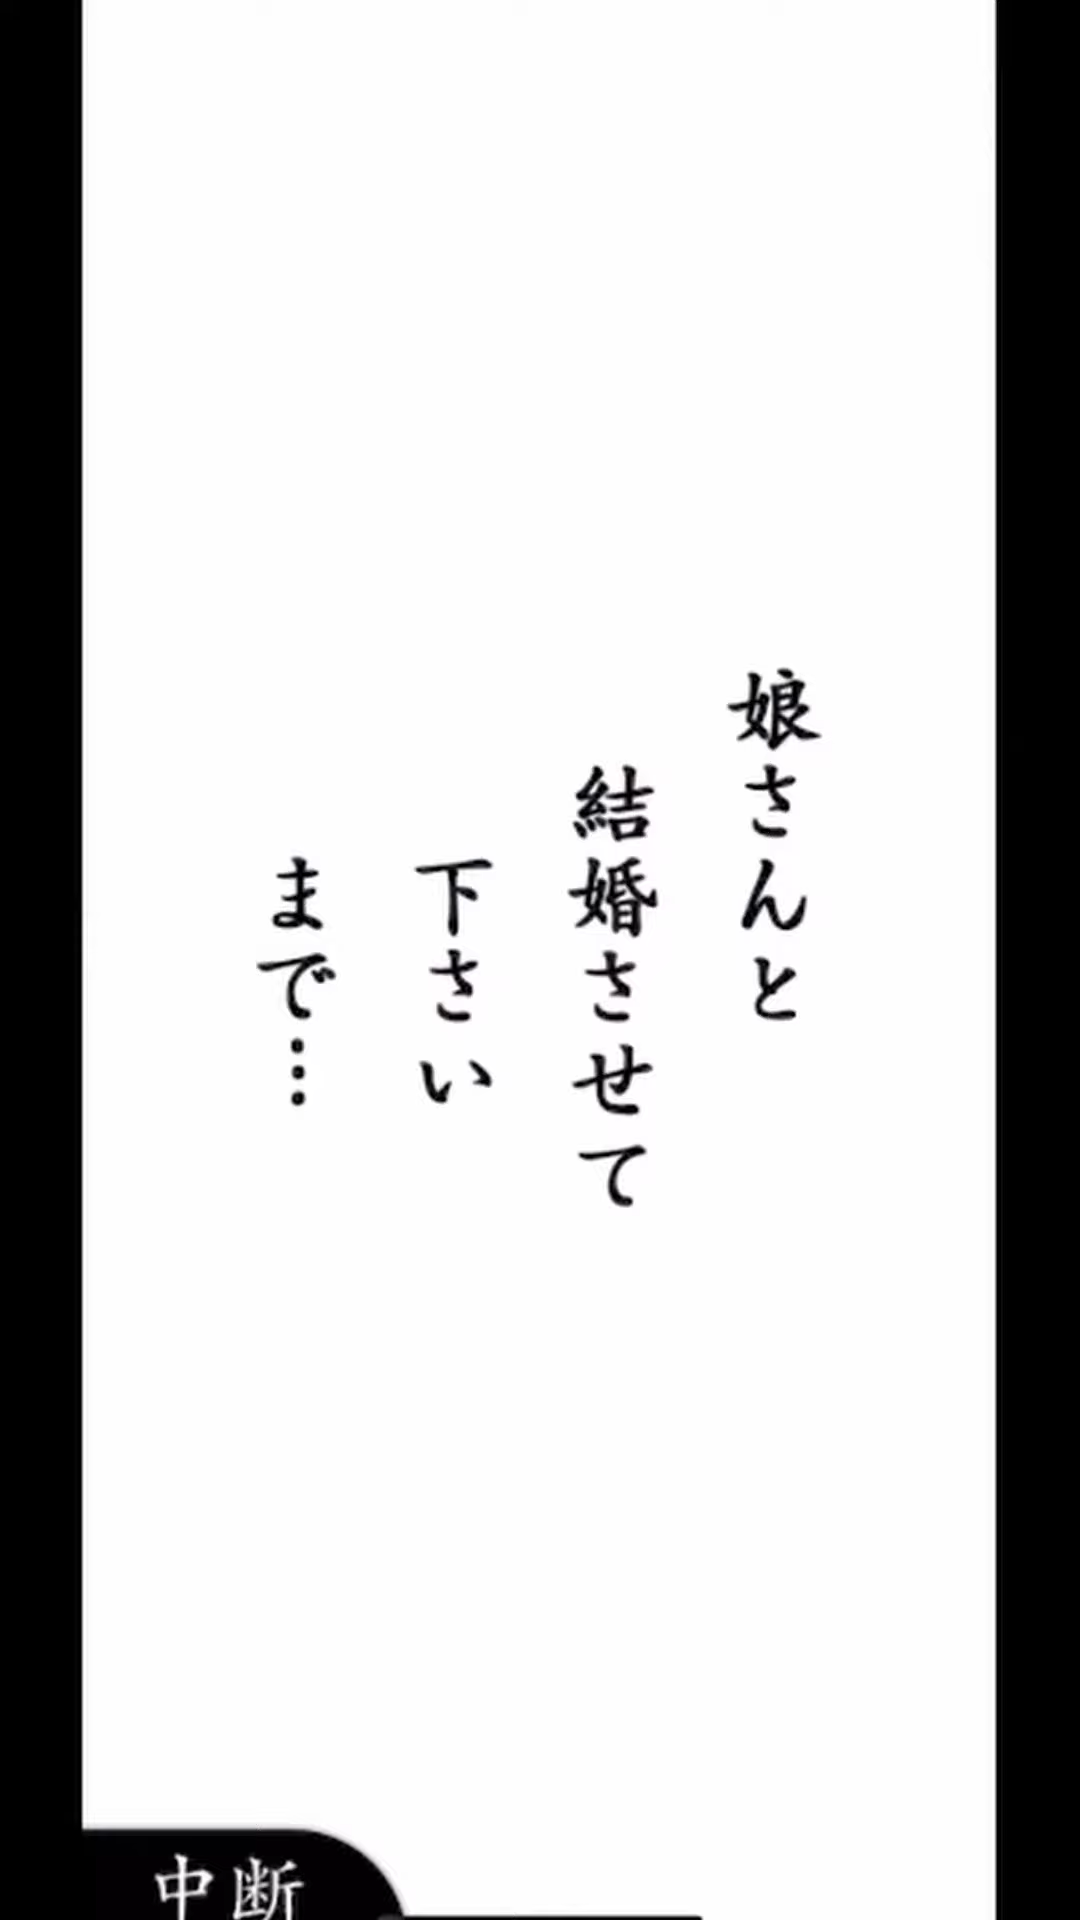 娘さんと
結婚させて
下さい
まで…
中断